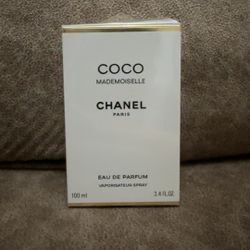 COCO
MADEMOISELLE
CHANEL
PARIS
EAU DE PARFUM
VAPORISATEUR SPRAY
100 ml 3.4 FL.OZ.